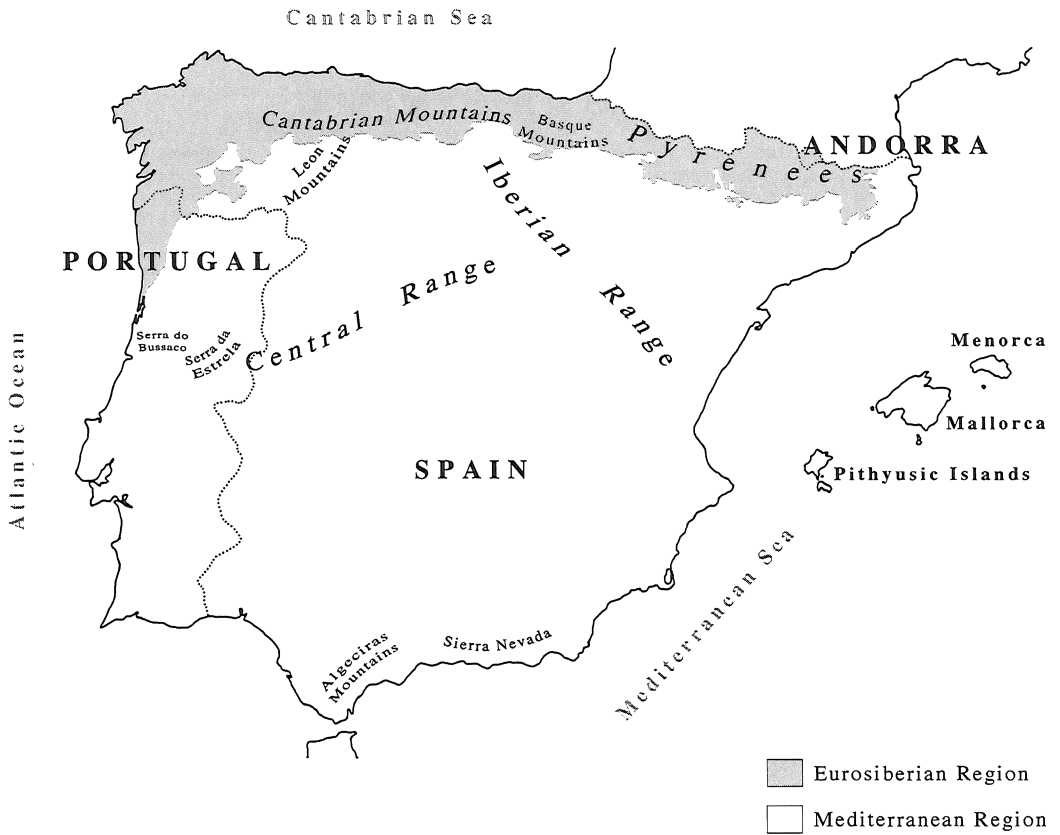 Cantabrian Sea
Cantabrian Mountains
Basque
Mountains
Pyrenees
ANDORRA
Leon
Mountains
Iberian Range
PORTUGAL
Central Range
Serra do
Bussaco
Serra da
Estrela
Atlantic Ocean
Menorca
Mallorca
Pithyusic Islands
SPAIN
Mediterranean Sea
Algeciras
Mountains
Sierra Nevada
Eurosiberian Region
Mediterranean Region